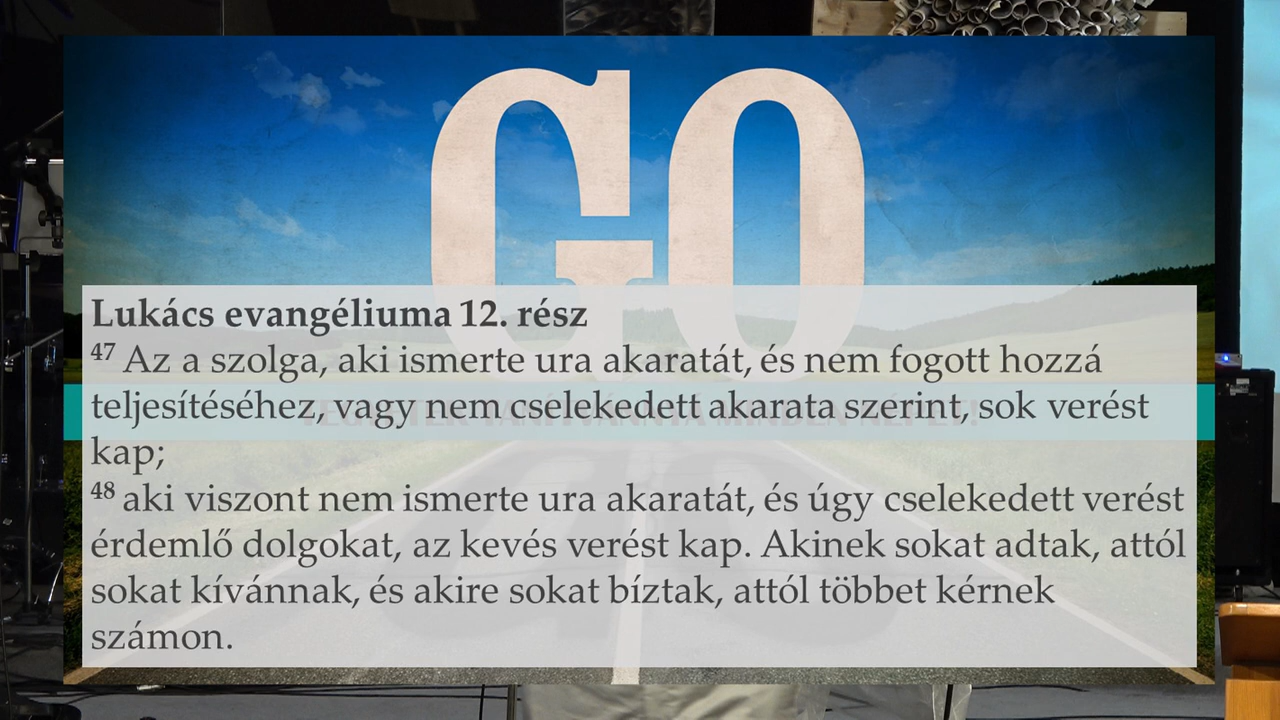 GO
Lukács evangéliuma 12. rész
47 Az a szolga, aki ismerte ura akaratát, és nem fogott hozzá
teljesítéséhez, vagy nem cselekedett akarata szerint, sok verést
kap;
48 aki viszont nem ismerte ura akaratát, és úgy cselekedett verést
érdemlő dolgokat, az kevés verést kap. Akinek sokat adtak, attól
sokat kívánnak, és akire sokat bíztak, attól többet kérnek
számon.